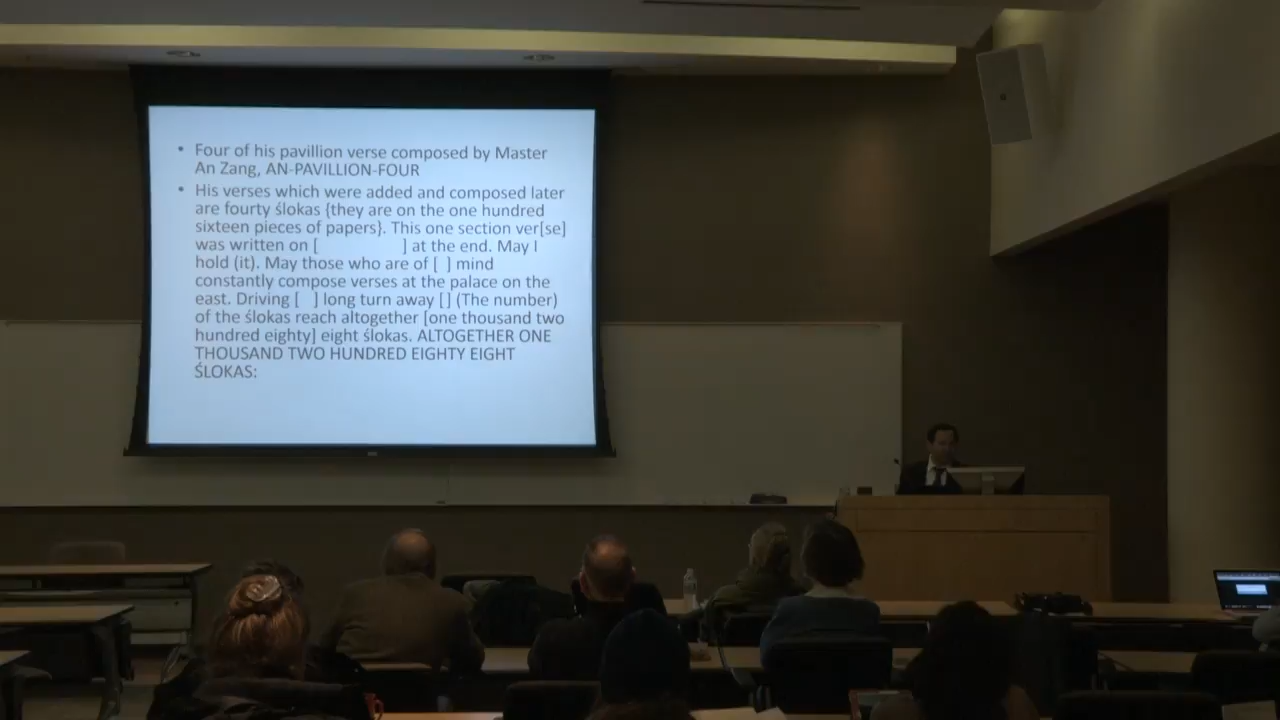 • Four of his pavillion verse composed by Master
An Zang, AN-PAVILLION-FOUR
• His verses which were added and composed later
are fourty ślokas {they are on the one hundred
sixteen pieces of papers}. This one section ver[se]
was written on [ ] at the end. May I
hold (it). May those who are of [ ] mind
constantly compose verses at the palace on the
east. Driving [ ] long turn away [] (The number)
of the ślokas reach altogether [one thousand two
hundred eighty] eight ślokas. ALTOGETHER ONE
THOUSAND TWO HUNDRED EIGHTY EIGHT
ŚLOKAS: